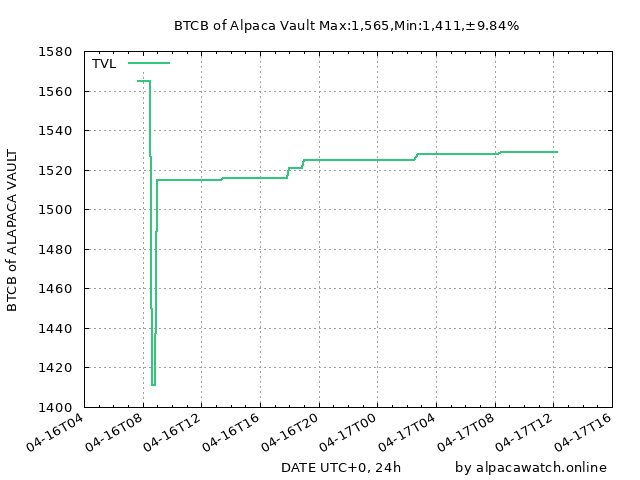 BTCB of Alpaca Vault Max:1,565,Min:1,411,±9.84%
TVL
BTCB of ALAPACA VAULT
1580
1560
1540
1520
1500
1480
1460
1440
1420
1400
04-16T04 04-16T08 04-16T12 04-16T16 04-16T20 04-17T00 04-17T04 04-17T08 04-17T12 04-17T16
DATE UTC+0, 24h by alpacawatch.online